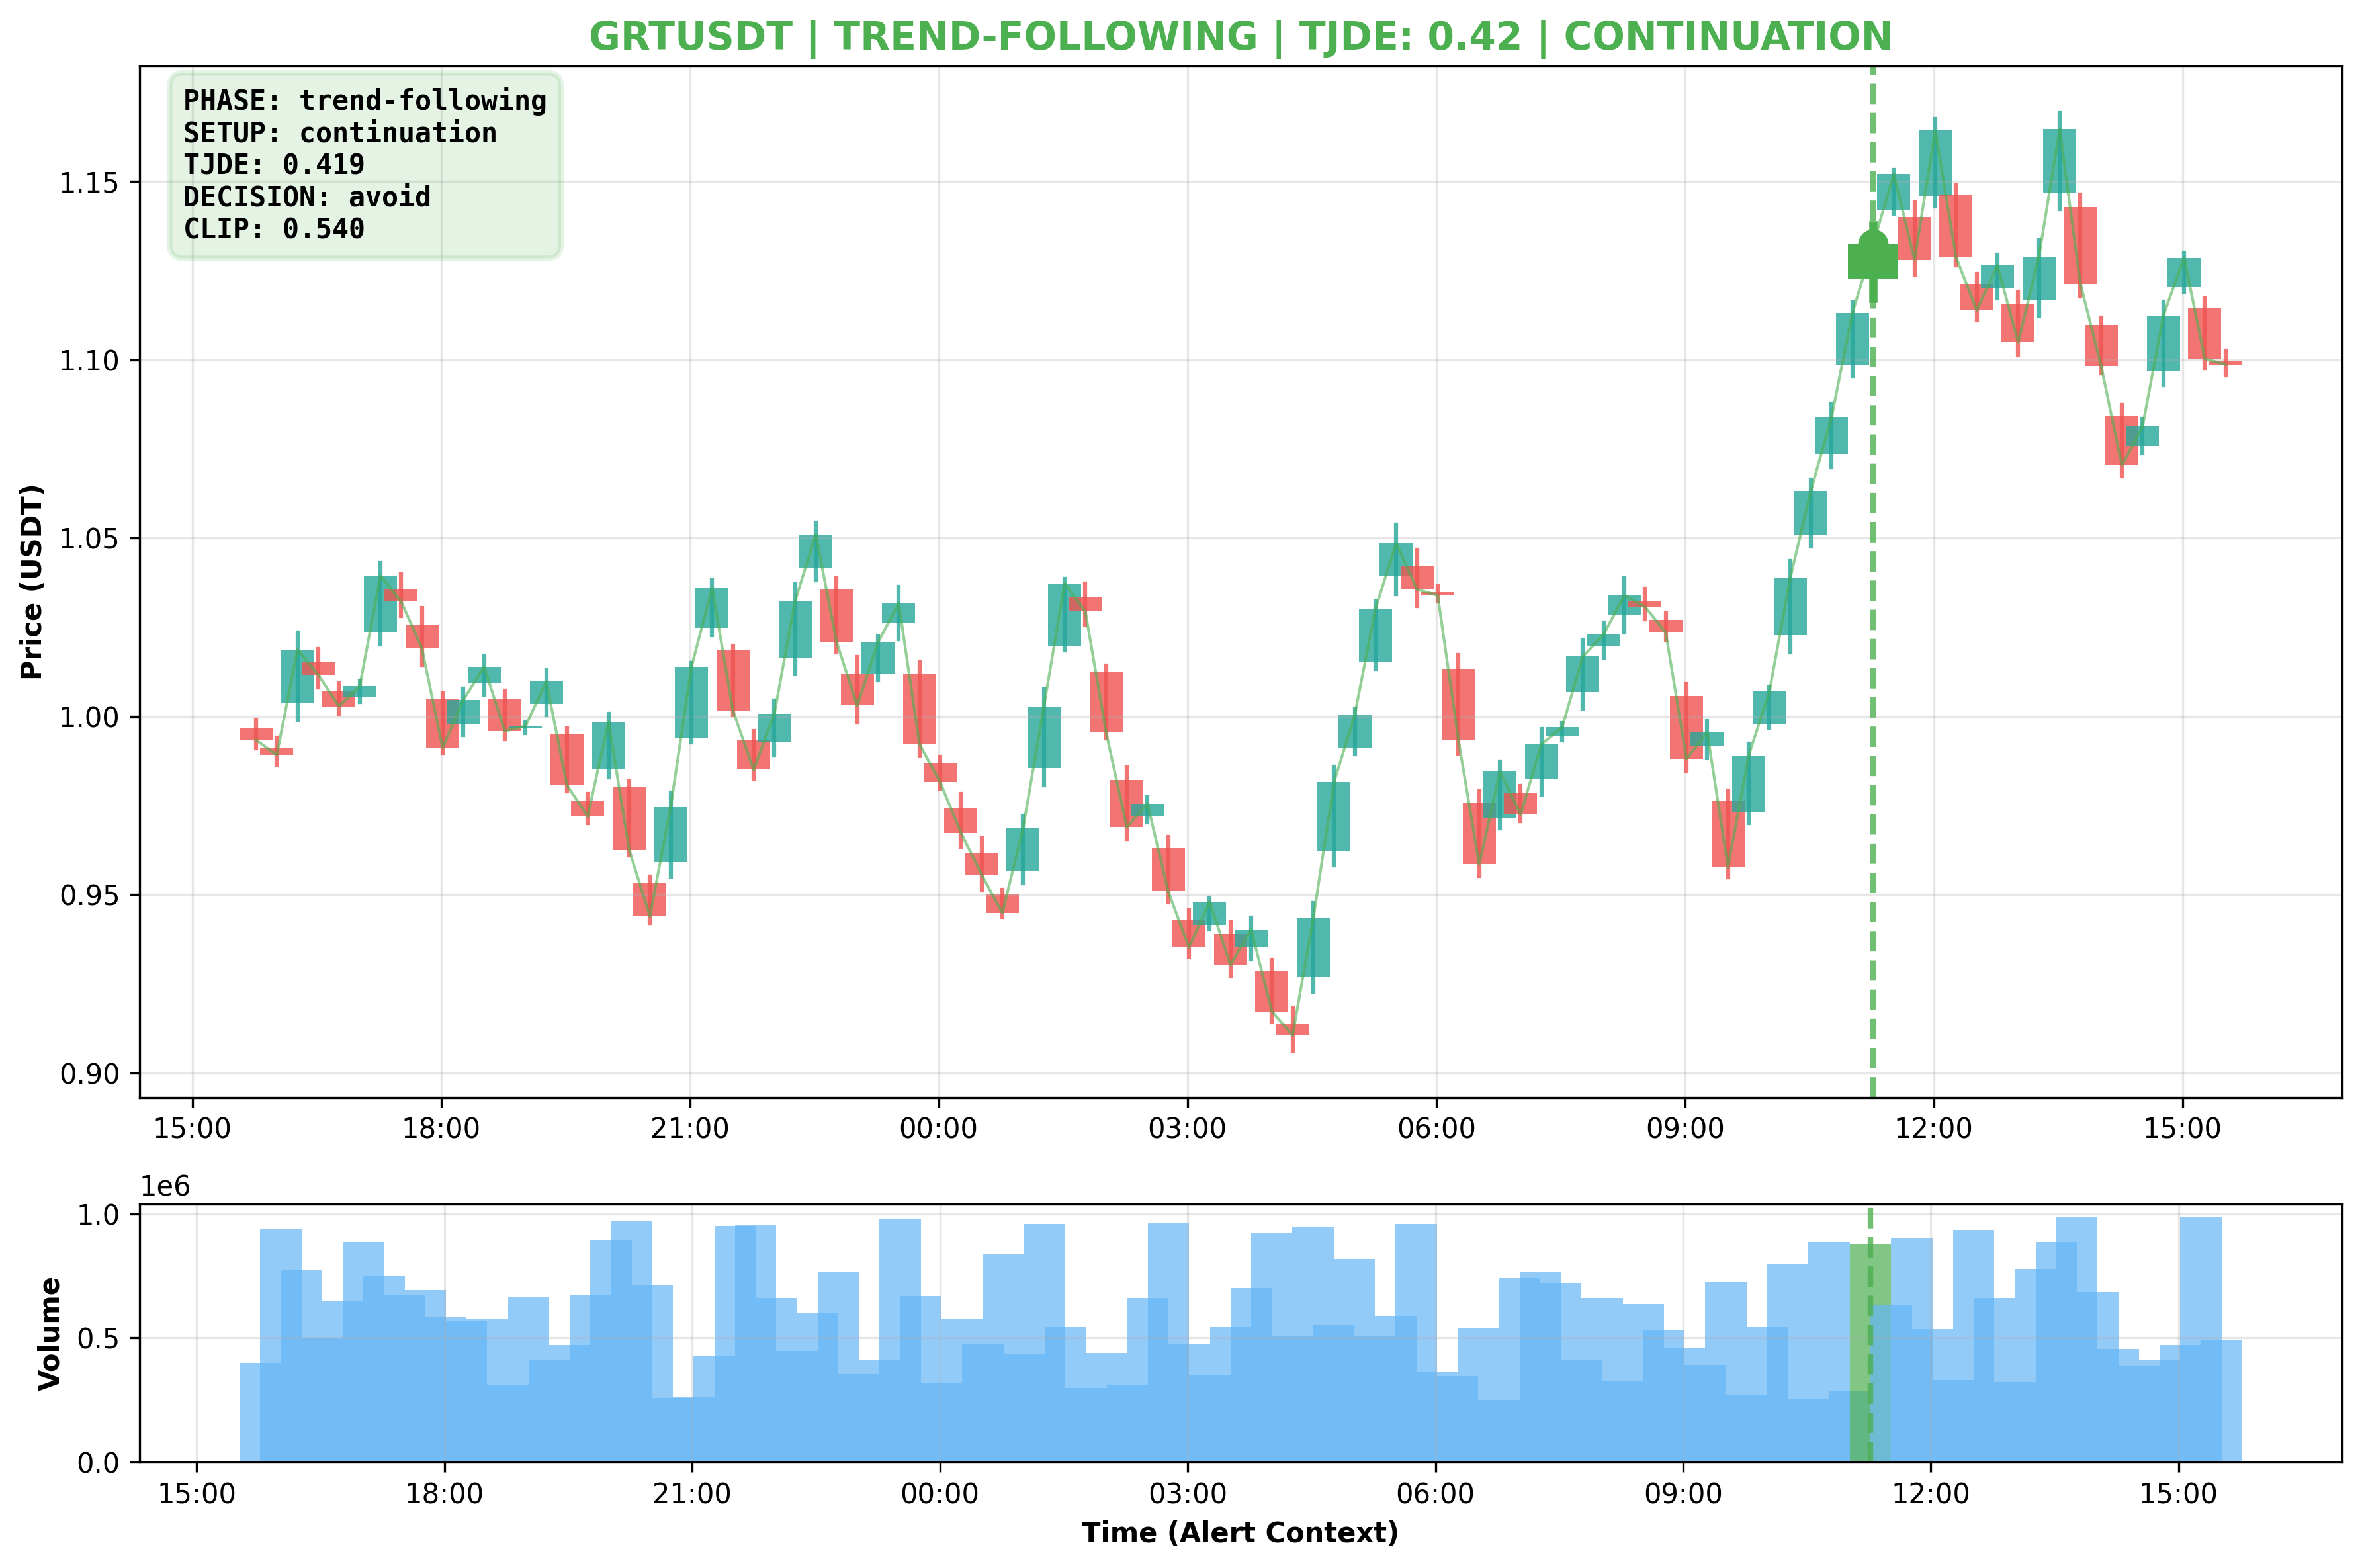 GRTUSDT | TREND-FOLLOWING | TJDE: 0.42 | CONTINUATION
PHASE: trend-following
SETUP: continuation
TJDE: 0.419
DECISION: avoid
CLIP: 0.540
Price (USDT)
1.15
1.10
1.05
1.00
0.95
0.90
15:00 18:00 21:00 00:00 03:00 06:00 09:00 12:00 15:00
1e6
Volume
1.0
0.5
0.0
15:00 18:00 21:00 00:00 03:00 06:00 09:00 12:00 15:00
Time (Alert Context)